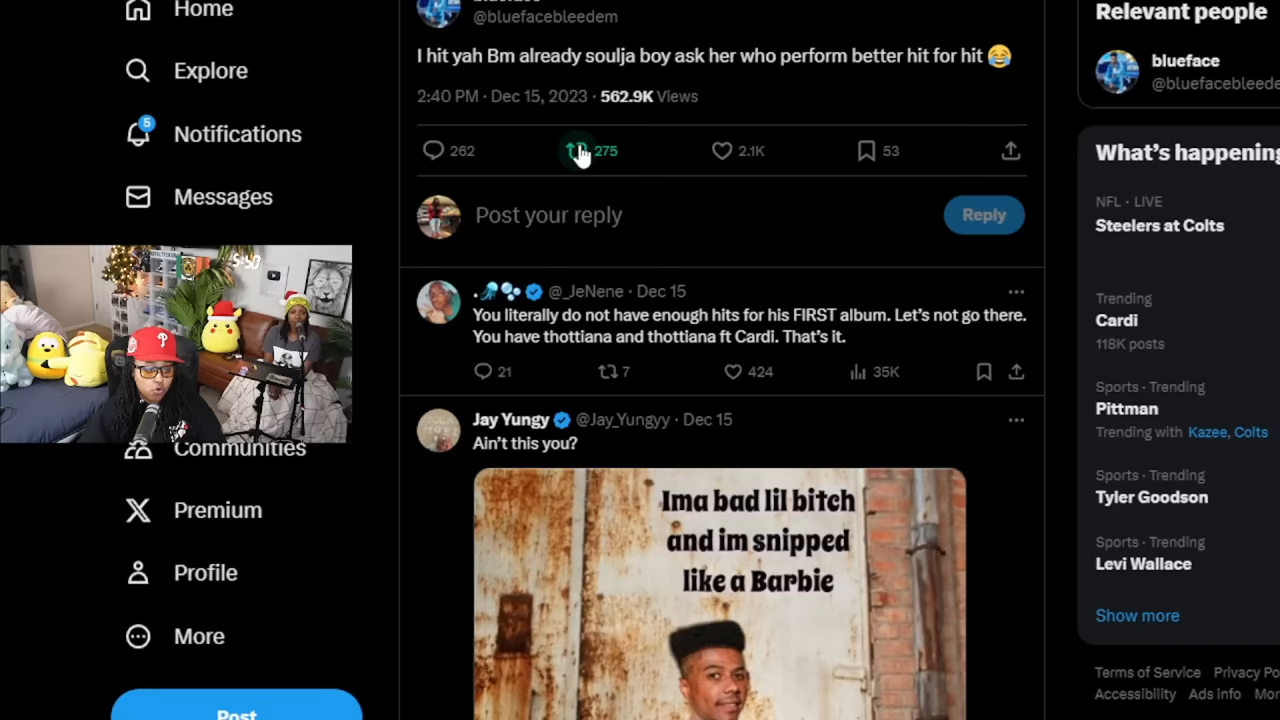 Home
Explore
5
Notifications
Messages
5:50
Communities
Premium
Profile
More
Post
@bluefacebleedem
I hit yah Bm already soulja boy ask her who perform better hit for hit 😂
2:40 PM · Dec 15, 2023 · 562.9K Views
262
275
2.1K
53
Post your reply
Reply
.🪼🫧 @_JeNene · Dec 15
You literally do not have enough hits for his FIRST album. Let's not go there.
You have thottiana and thottiana ft Cardi. That's it.
21
7
424
35K
Jay Yungy @Jay_Yungyy · Dec 15
Ain't this you?
Ima bad lil bitch
and im snipped
like a Barbie
Relevant people
blueface
@bluefacebleede
What's happening
NFL · LIVE
Steelers at Colts
Trending
Cardi
118K posts
Sports · Trending
Pittman
Trending with Kazee, Colts
Sports · Trending
Tyler Goodson
Sports · Trending
Levi Wallace
Show more
Terms of Service Privacy Po
Accessibility Ads info Mor